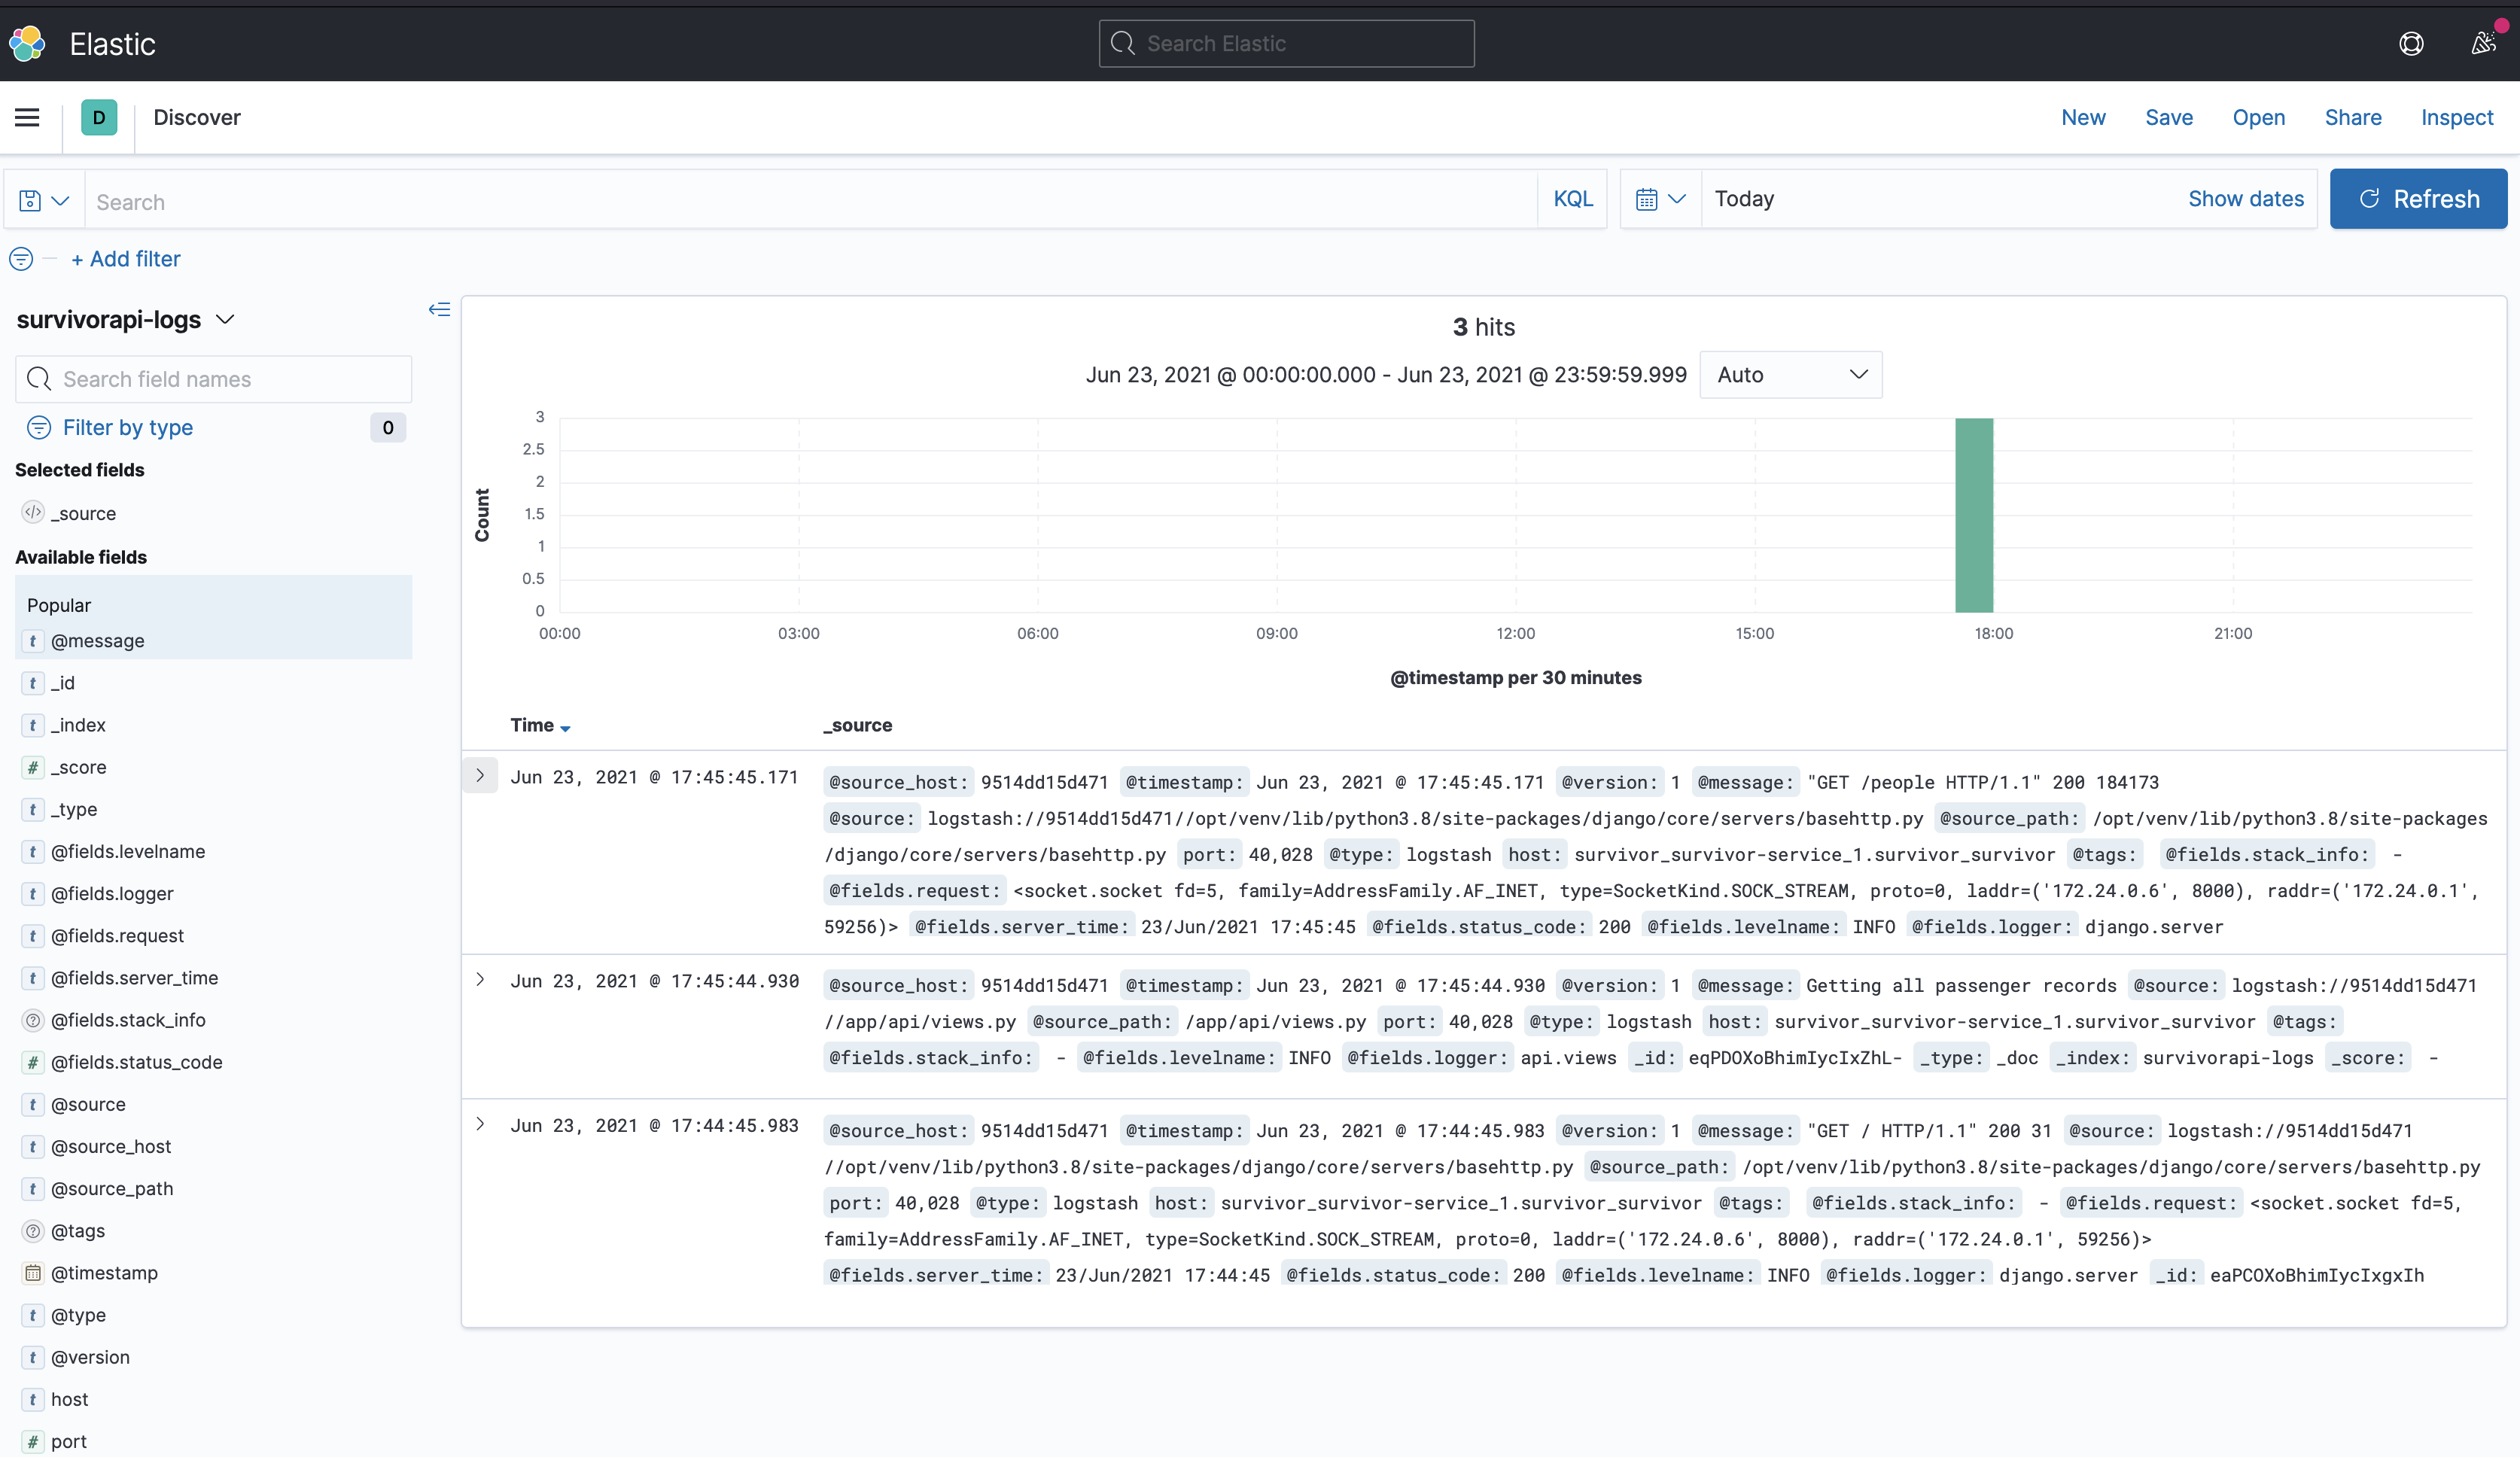 Elastic
Search Elastic
D Discover New Save Open Share Inspect
Search KQL Today Show dates Refresh
+ Add filter
survivorapi-logs
Search field names
Filter by type 0
Selected fields
_source
Available fields
Popular
t @message
t _id
t _index
# _score
t _type
t @fields.levelname
t @fields.logger
t @fields.request
t @fields.server_time
? @fields.stack_info
# @fields.status_code
t @source
t @source_host
t @source_path
? @tags
@timestamp
t @type
t @version
t host
# port
3 hits
Jun 23, 2021 @ 00:00:00.000 - Jun 23, 2021 @ 23:59:59.999 Auto
Count
3
2.5
2
1.5
1
0.5
0
00:00 03:00 06:00 09:00 12:00 15:00 18:00 21:00
@timestamp per 30 minutes
Time _source
Jun 23, 2021 @ 17:45:45.171 @source_host: 9514dd15d471 @timestamp: Jun 23, 2021 @ 17:45:45.171 @version: 1 @message: "GET /people HTTP/1.1" 200 184173
@source: logstash://9514dd15d471//opt/venv/lib/python3.8/site-packages/django/core/servers/basehttp.py @source_path: /opt/venv/lib/python3.8/site-packages
/django/core/servers/basehttp.py port: 40,028 @type: logstash host: survivor_survivor-service_1.survivor_survivor @tags: @fields.stack_info: -
@fields.request: <socket.socket fd=5, family=AddressFamily.AF_INET, type=SocketKind.SOCK_STREAM, proto=0, laddr=('172.24.0.6', 8000), raddr=('172.24.0.1',
59256)> @fields.server_time: 23/Jun/2021 17:45:45 @fields.status_code: 200 @fields.levelname: INFO @fields.logger: django.server
Jun 23, 2021 @ 17:45:44.930 @source_host: 9514dd15d471 @timestamp: Jun 23, 2021 @ 17:45:44.930 @version: 1 @message: Getting all passenger records @source: logstash://9514dd15d471
//app/api/views.py @source_path: /app/api/views.py port: 40,028 @type: logstash host: survivor_survivor-service_1.survivor_survivor @tags:
@fields.stack_info: - @fields.levelname: INFO @fields.logger: api.views _id: eqPDOXoBhimIycIxZhL- _type: _doc _index: survivorapi-logs _score: -
Jun 23, 2021 @ 17:44:45.983 @source_host: 9514dd15d471 @timestamp: Jun 23, 2021 @ 17:44:45.983 @version: 1 @message: "GET / HTTP/1.1" 200 31 @source: logstash://9514dd15d471
//opt/venv/lib/python3.8/site-packages/django/core/servers/basehttp.py @source_path: /opt/venv/lib/python3.8/site-packages/django/core/servers/basehttp.py
port: 40,028 @type: logstash host: survivor_survivor-service_1.survivor_survivor @tags: @fields.stack_info: - @fields.request: <socket.socket fd=5,
family=AddressFamily.AF_INET, type=SocketKind.SOCK_STREAM, proto=0, laddr=('172.24.0.6', 8000), raddr=('172.24.0.1', 59256)>
@fields.server_time: 23/Jun/2021 17:44:45 @fields.status_code: 200 @fields.levelname: INFO @fields.logger: django.server _id: eaPCOXoBhimIycIxgxIh